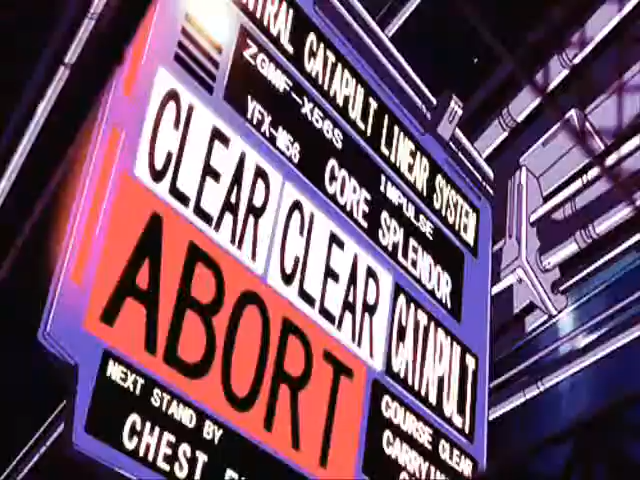 CATAPULT LINEAR SYSTEM
ZGMF-X56S IMPULSE
YFX-M56 CORE SPLENDOR
CLEAR CLEAR CATAPULT
ABORT
COURSE CLEAR
NEXT STAND BY
CHEST